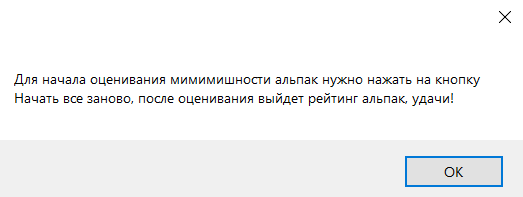 Для начала оценивания мимимишности альпак нужно нажать на кнопку
Начать все заново, после оценивания выйдет рейтинг альпак, удачи!
OK